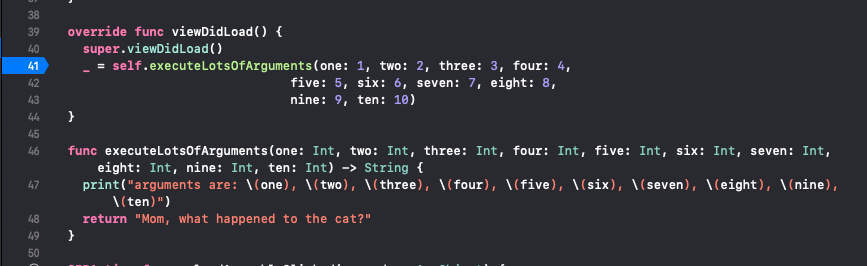 38
39 override func viewDidLoad() {
40 super.viewDidLoad()
41 _ = self.executeLotsOfArguments(one: 1, two: 2, three: 3, four: 4,
42 five: 5, six: 6, seven: 7, eight: 8,
43 nine: 9, ten: 10)
44 }
45
46 func executeLotsOfArguments(one: Int, two: Int, three: Int, four: Int, five: Int, six: Int, seven: Int,
eight: Int, nine: Int, ten: Int) -> String {
47 print("arguments are: \(one), \(two), \(three), \(four), \(five), \(six), \(seven), \(eight), \(nine),
\(ten)")
48 return "Mom, what happened to the cat?"
49 }
50